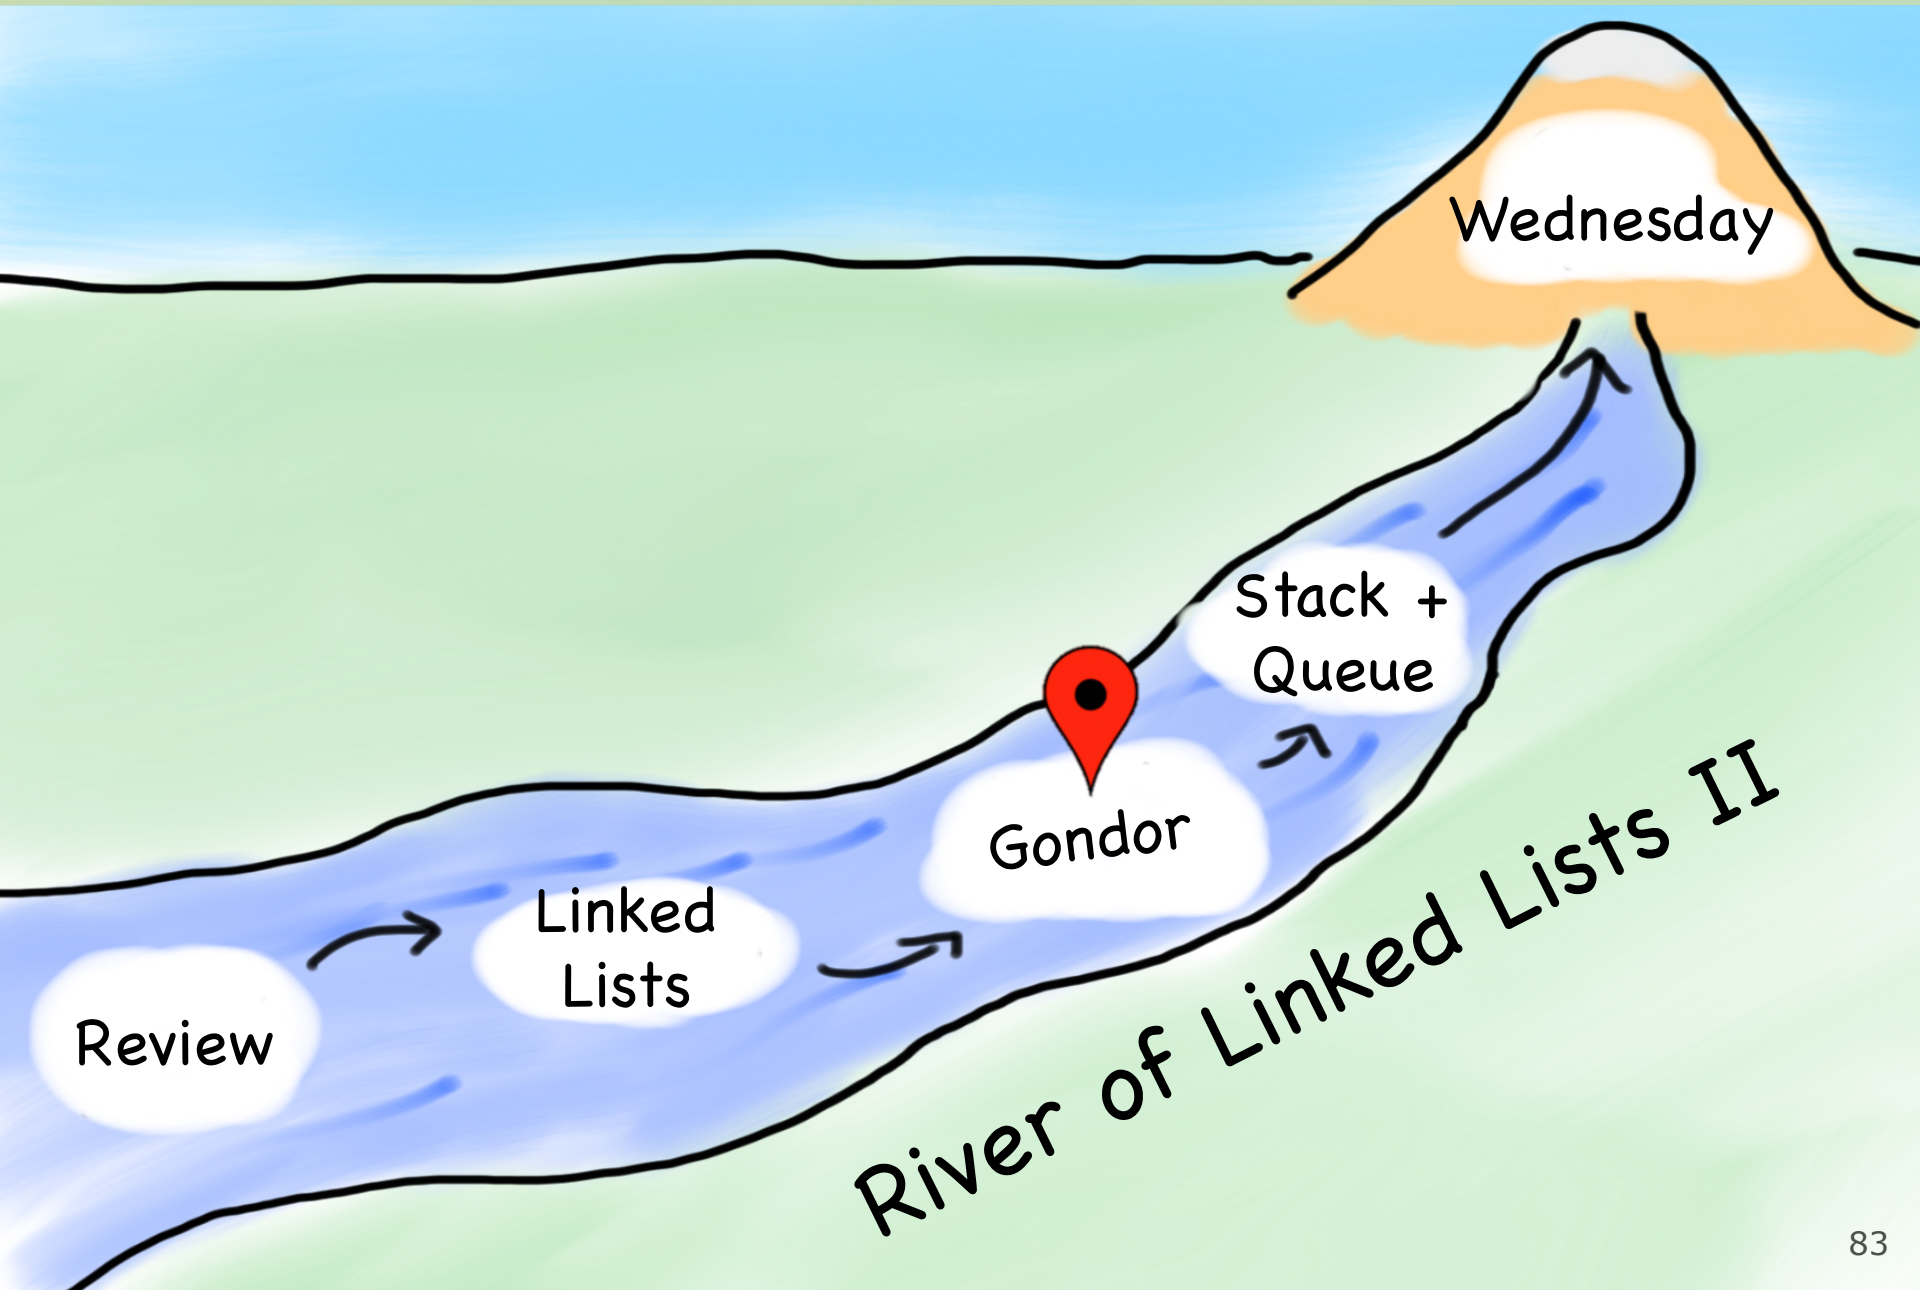 Wednesday
Stack +
Queue
Gondor
Linked
Lists
Review
River of Linked Lists II
83